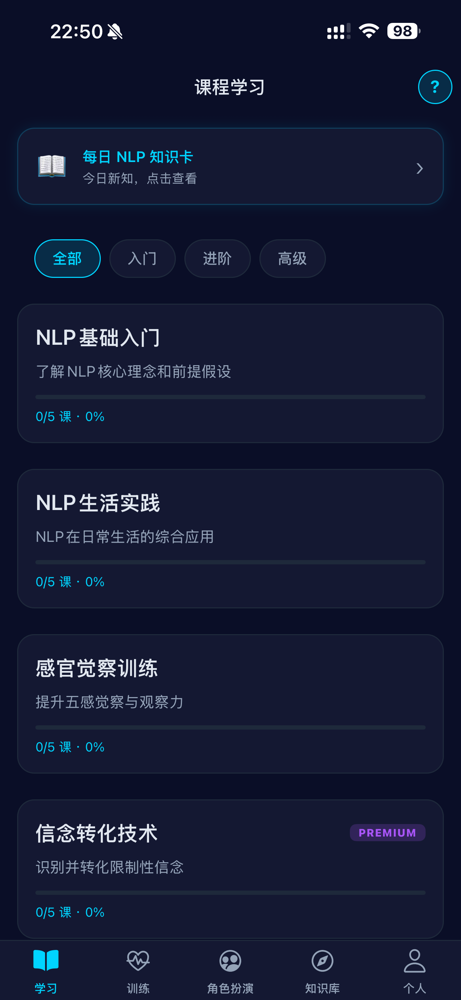 22:50
98
课程学习
?
每日 NLP 知识卡
今日新知，点击查看
全部
入门
进阶
高级
NLP基础入门
了解NLP核心理念和前提假设
0/5 课 · 0%
NLP生活实践
NLP在日常生活的综合应用
0/5 课 · 0%
感官觉察训练
提升五感觉察与观察力
0/5 课 · 0%
信念转化技术
PREMIUM
识别并转化限制性信念
0/5 课 · 0%
学习
训练
角色扮演
知识库
个人